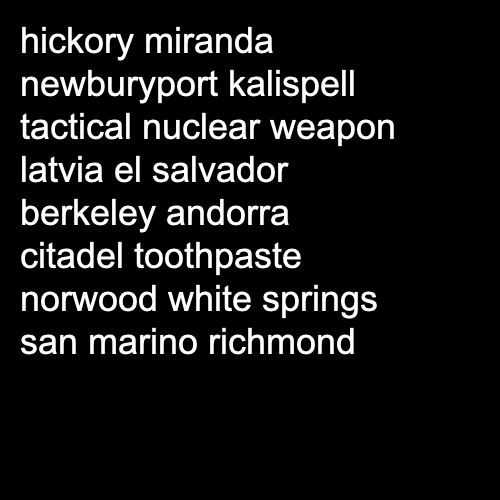 hickory miranda
newburyport kalispell
tactical nuclear weapon
latvia el salvador
berkeley andorra
citadel toothpaste
norwood white springs
san marino richmond